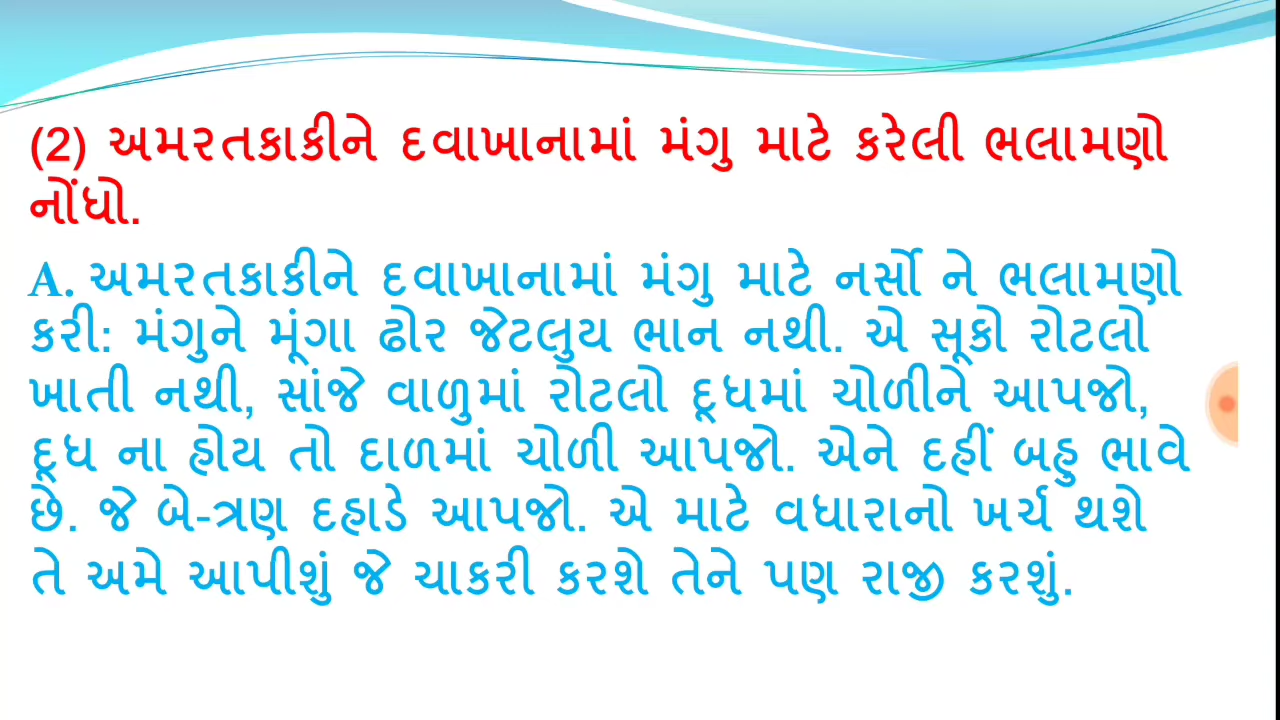 (2) અમરતકાકીને દવાખાનામાં મંગુ માટે કરેલી ભલામણો
નોંધો.
A. અમરતકાકીને દવાખાનામાં મંગુ માટે નર્સો ને ભલામણો
કરી: મંગુને મૂંગા ઢોર જેટલુય ભાન નથી. એ સૂકો રોટલો
ખાતી નથી, સાંજે વાળુમાં રોટલો દૂધમાં ચોળીને આપજો,
દૂધ ના હોય તો દાળમાં ચોળી આપજો. એને દહીં બહુ ભાવે
છે. જે બે-ત્રણ દહાડે આપજો. એ માટે વધારાનો ખર્ચ થશે
તે અમે આપીશું જે ચાકરી કરશે તેને પણ રાજી કરશું.